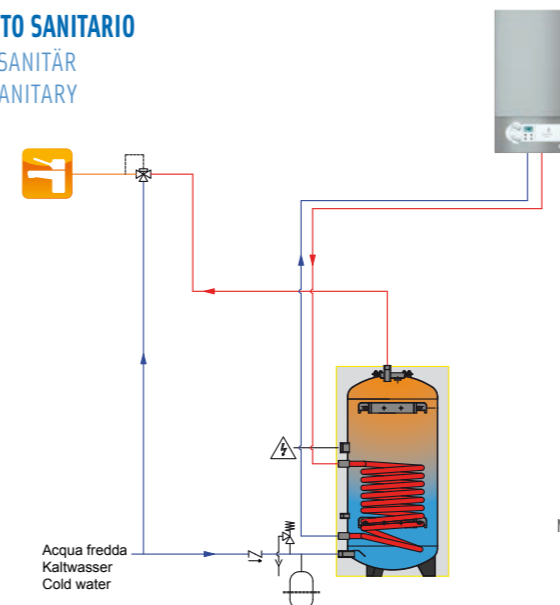 TO SANITARIO
SANITÄR
ANITARY
Acqua fredda
Kaltwasser
Cold water